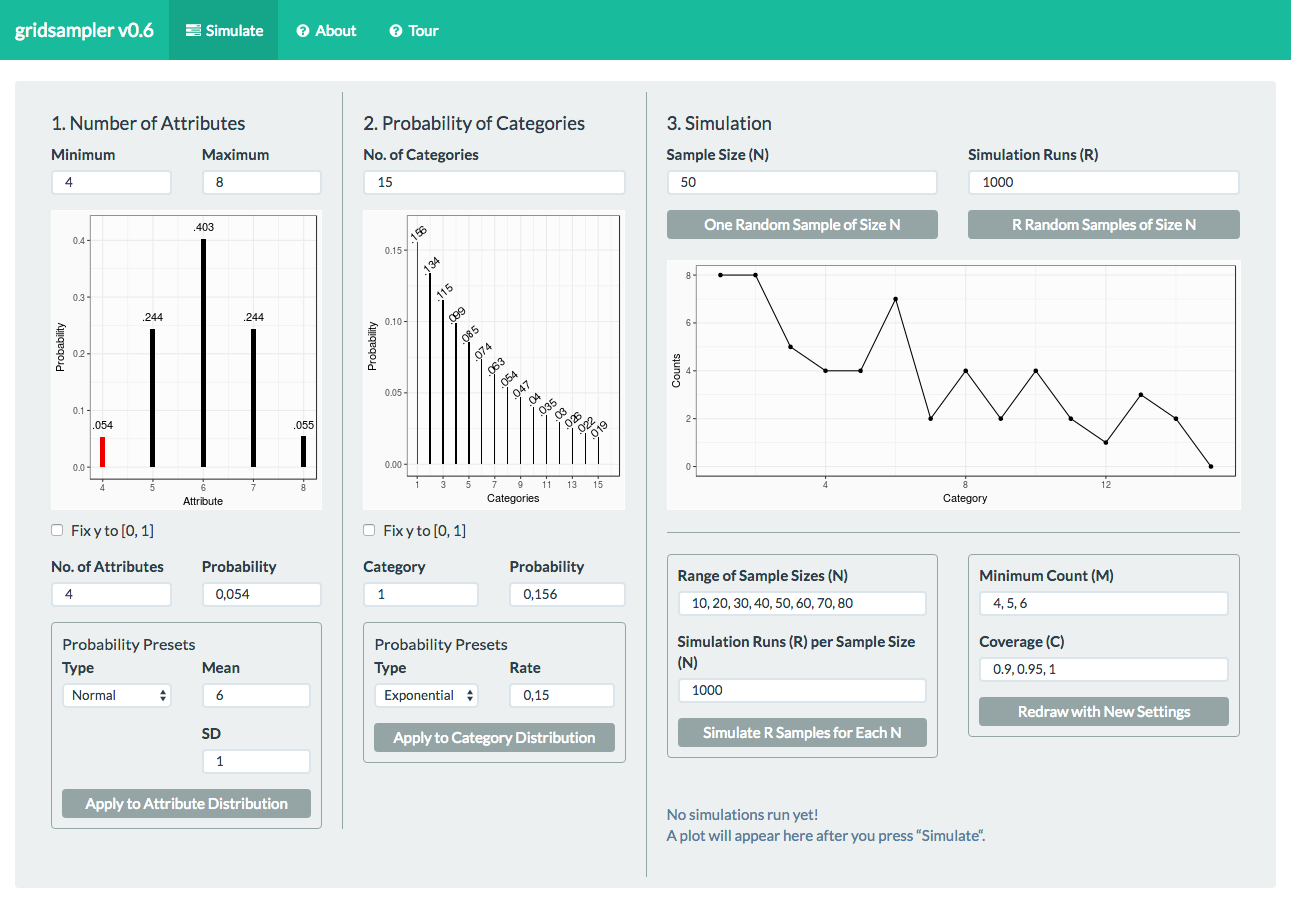 gridsampler v0.6
Simulate
About
Tour
1. Number of Attributes
Minimum
Maximum
4
8
.403
.244
.244
.054
.055
0.4
0.3
0.2
0.1
0.0
Probability
4 5 6 7 8
Attribute
Fix y to [0, 1]
No. of Attributes
Probability
4
0,054
Probability Presets
Type
Mean
Normal
6
SD
1
Apply to Attribute Distribution
2. Probability of Categories
No. of Categories
15
.156
.134
.115
.099
.085
.074
.063
.054
.047
.04
.035
.03
.026
.022
.019
0.15
0.10
0.05
0.00
Probability
1 3 5 7 9 11 13 15
Categories
Fix y to [0, 1]
Category
Probability
1
0,156
Probability Presets
Type
Rate
Exponential
0,15
Apply to Category Distribution
3. Simulation
Sample Size (N)
Simulation Runs (R)
50
1000
One Random Sample of Size N
R Random Samples of Size N
8
6
4
2
0
Counts
4 8 12
Category
Range of Sample Sizes (N)
10, 20, 30, 40, 50, 60, 70, 80
Simulation Runs (R) per Sample Size
(N)
1000
Simulate R Samples for Each N
Minimum Count (M)
4, 5, 6
Coverage (C)
0.9, 0.95, 1
Redraw with New Settings
No simulations run yet!
A plot will appear here after you press “Simulate“.